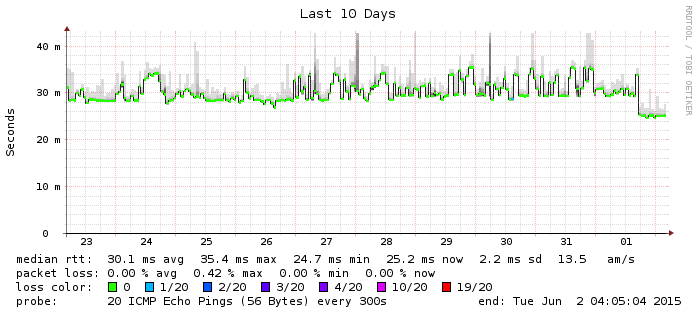 Last 10 Days
RRDTOOL / TOBI OETIKER
Seconds
40 m
30 m
20 m
10 m
0
23 24 25 26 27 28 29 30 31 01
median rtt: 30.1 ms avg 35.4 ms max 24.7 ms min 25.2 ms now 2.2 ms sd 13.5 am/s
packet loss: 0.00 % avg 0.42 % max 0.00 % min 0.00 % now
loss color: 0 1/20 2/20 3/20 4/20 10/20 19/20
probe: 20 ICMP Echo Pings (56 Bytes) every 300s end: Tue Jun 2 04:05:04 2015